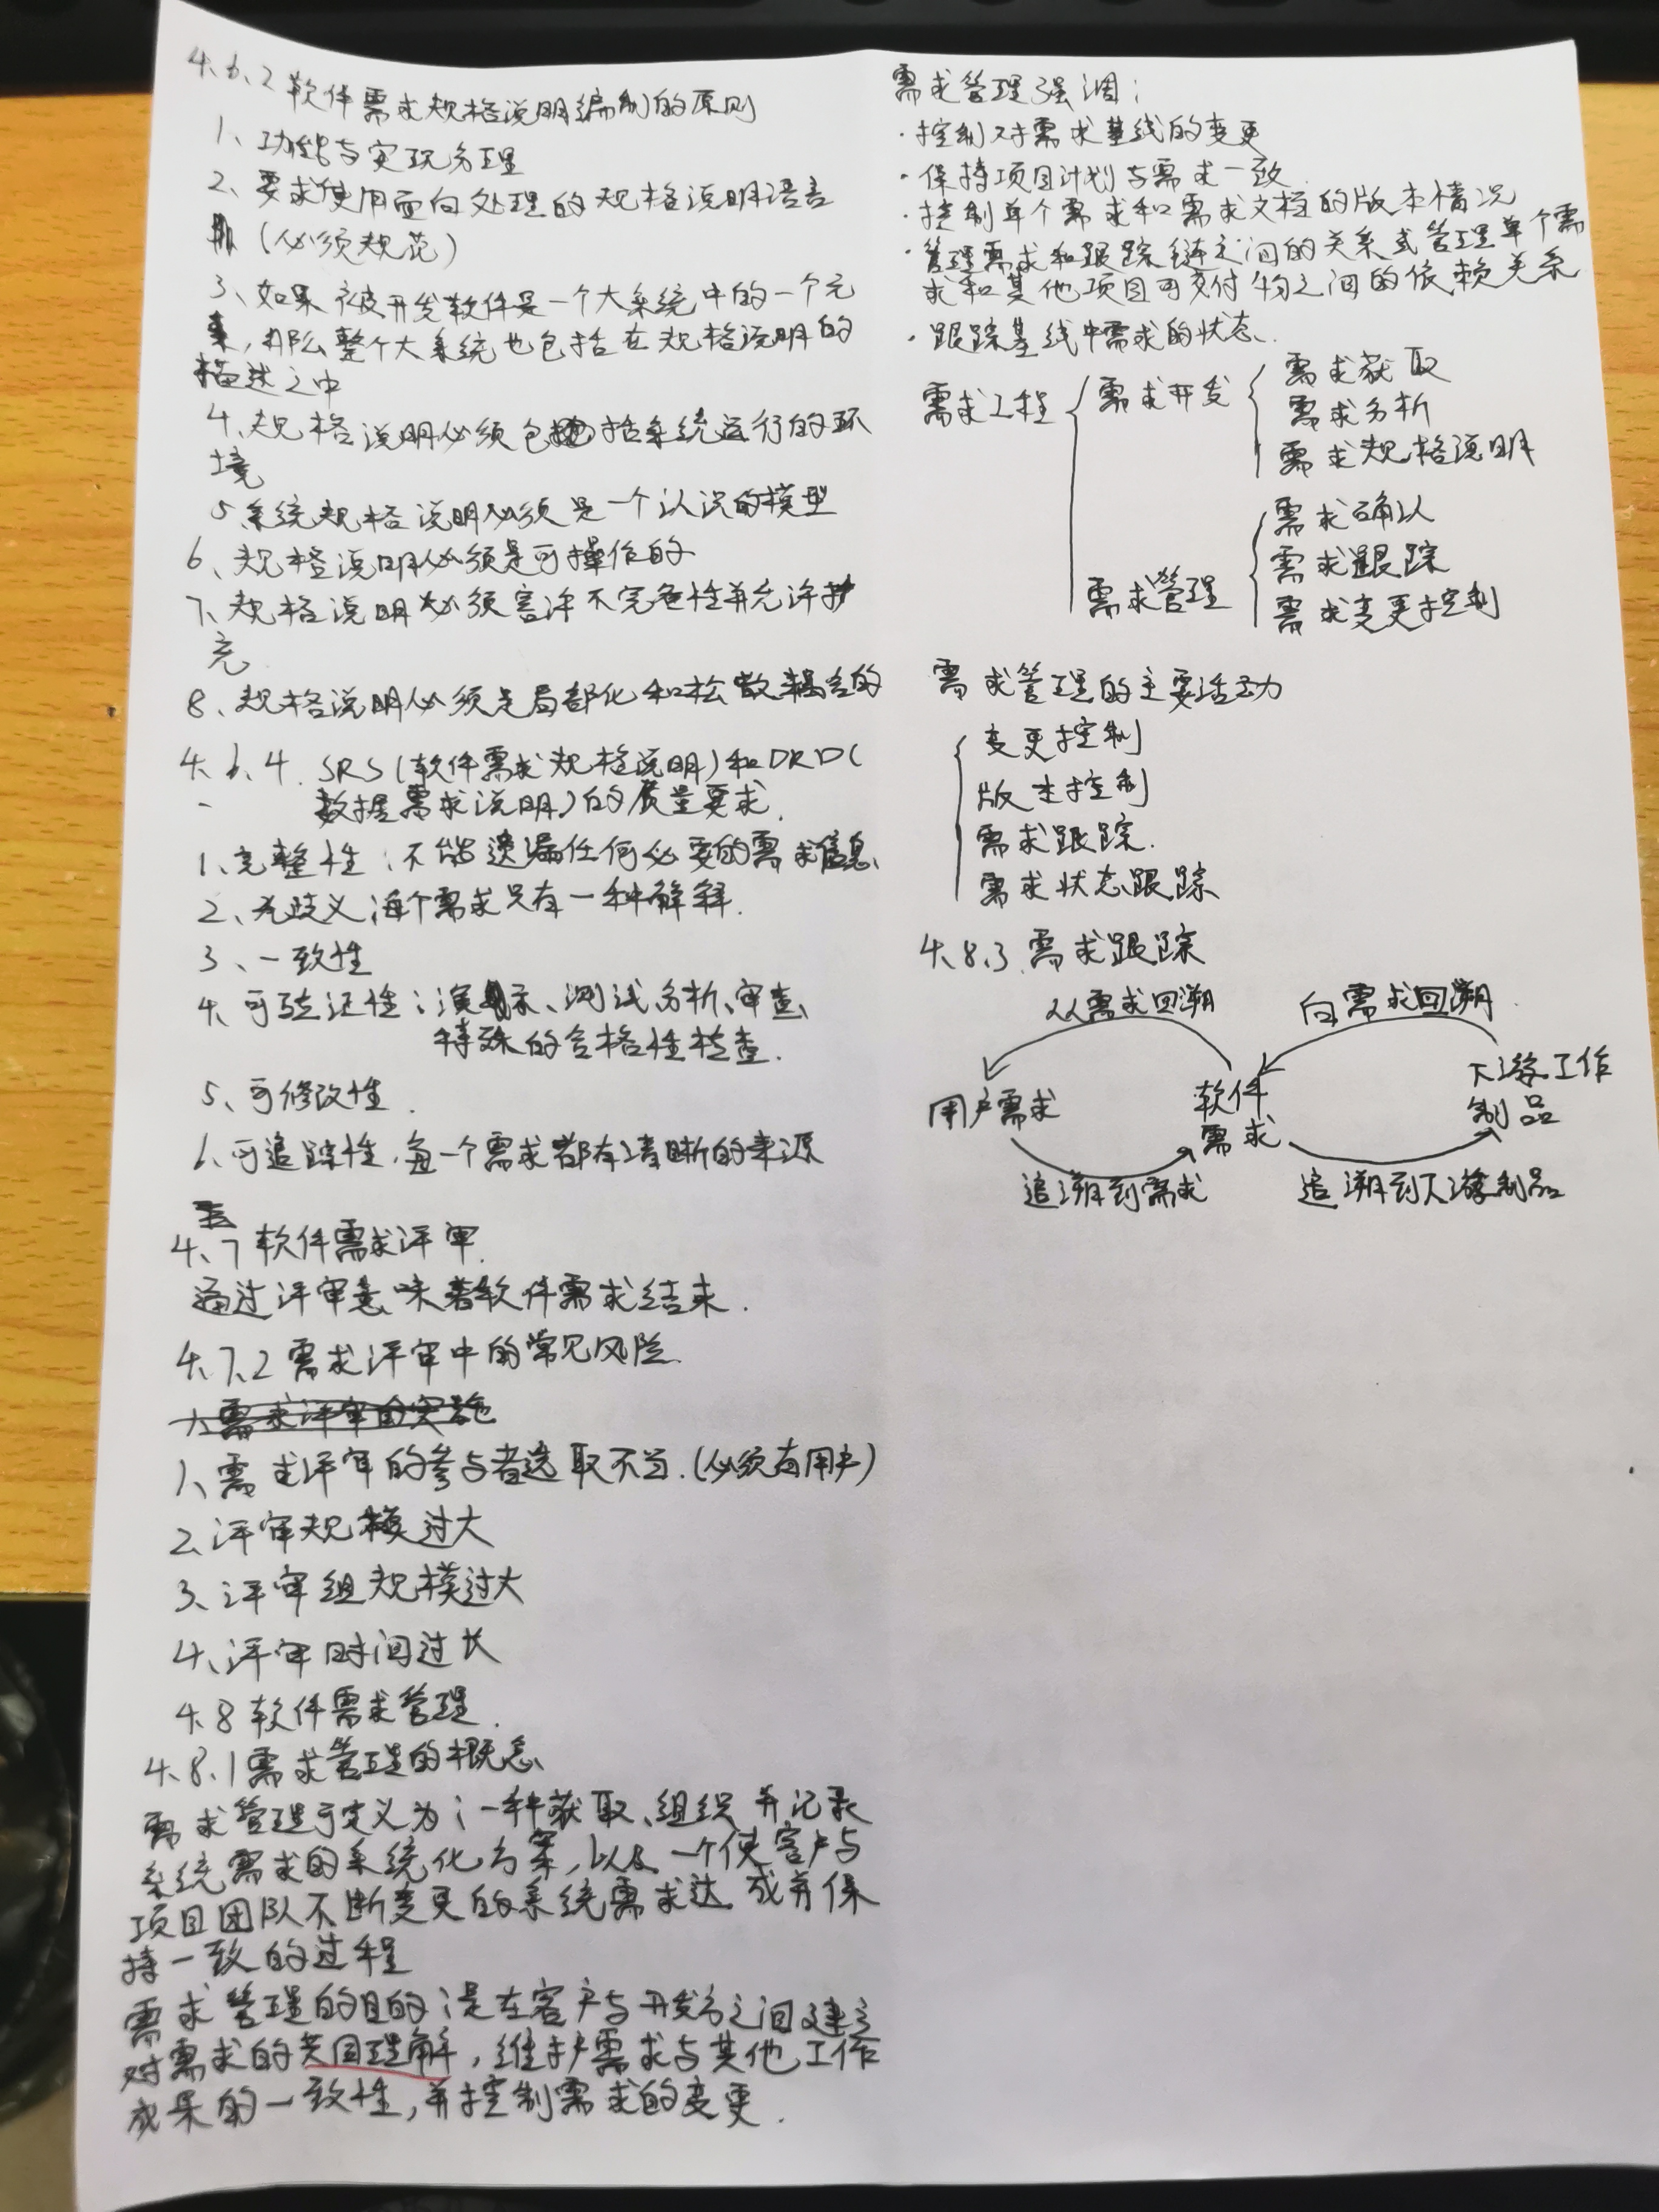 4.6.2 软件需求规格说明编制的原则
1、功能与实现分理
2、要求使用面向处理的规格说明语言
(必须规范)
3、如果被开发软件是一个大系统中的一个元
素,那么整个大系统也包括在规格说明的
描述之中
4.规格说明必须包括系统运行的环
境
5系统规格说明必须是一个认识的模型
6、规格说明必须是可操作的
7、规格说明必须容许不完备性并允许扩
充
8、规格说明必须是局部化和松散耦合的
4.6.4. SRS(软件需求规格说明)和DRD(
数据需求说明)的质量要求.
1、完整性:不能遗漏任何必要的需求信息、
2、无歧义:每个需求只有一种解释.
3、一致性
4、可验证性:演示、测试、分析、审查、
特殊的合格性检查.
5、可修改性.
6、可追踪性.每一个需求都有清晰的来源
4.7 软件需求评审.
通过评审意味着软件需求结束.
4.7.2 需求评审中的常见风险.
1、需求评审的实施
1、需求评审的参与者选取不当.(必须有用户)
2、评审规模过大
3、评审组规模过大
4、评审时间过长
4.8 软件需求管理.
4.8.1 需求管理的概念、
需求管理可定义为:一种获取、组织并记录
系统需求的系统化方案,以及一个使客户与
项目团队不断变更的系统需求达成并保
持一致的过程
需求管理的目的:是在客户与开发方之间建立
对需求的共同理解,维护需求与其他工作
成果的一致性,并控制需求的变更.
需求管理强调:
·控制对需求基线的变更
·保持项目计划与需求一致.
·控制单个需求和需求文档的版本情况
·管理需求和跟踪链之间的关系或管理单个需
求和其他项目可交付物之间的依赖关系
·跟踪基线中需求的状态.
需求工程
需求开发
需求获取
需求分析
需求规格说明
需求管理
需求确认
需求跟踪
需求变更控制
需求管理的主要活动
变更控制
版本控制
需求跟踪.
需求状态跟踪
4.8.3 需求跟踪
从需求回溯
向需求回溯.
用户需求
软件
需求
下游工作
制品
追溯到需求
追溯到下游制品